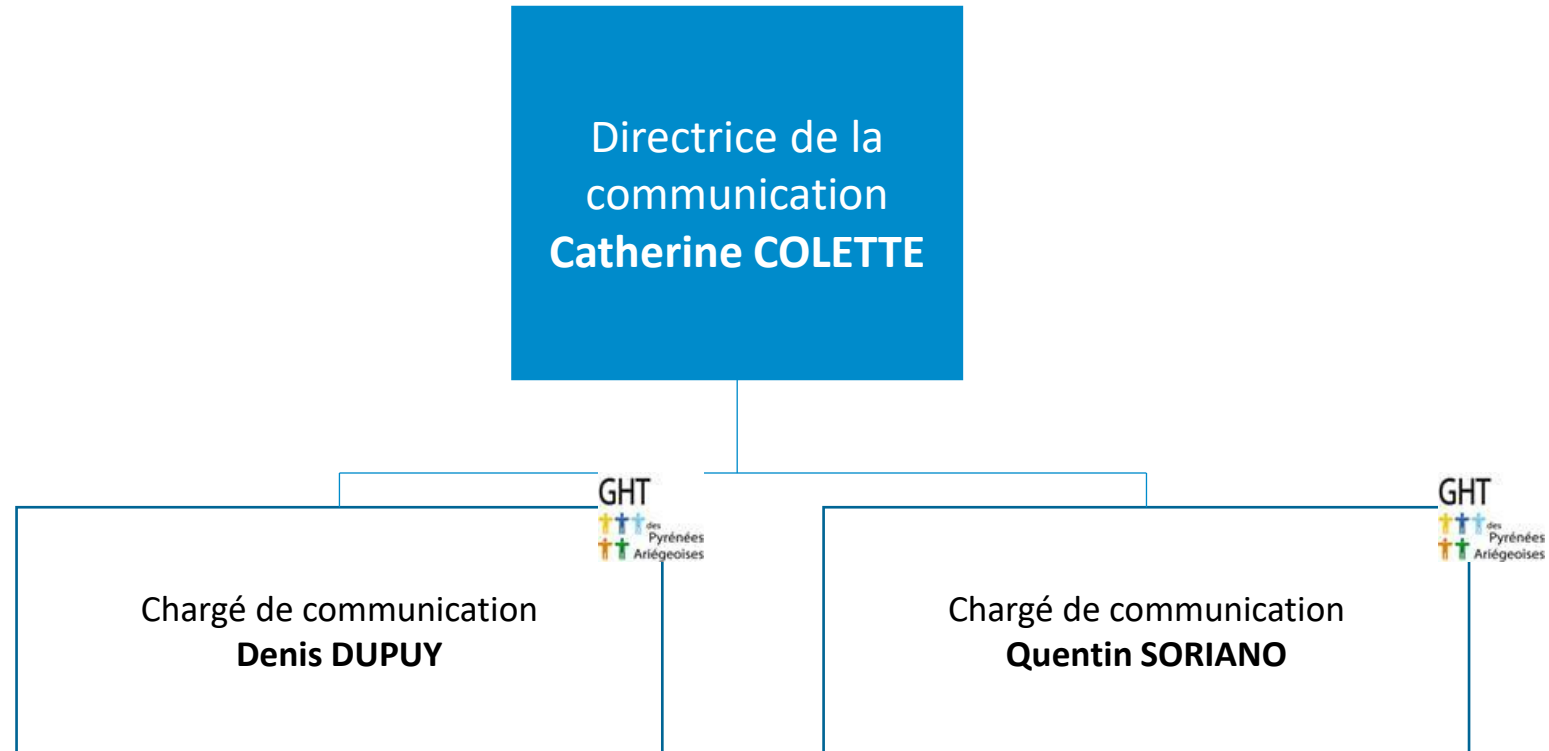 Directrice de la
communication
Catherine COLETTE
GHT
des
Pyrénées
Ariégeoises
Chargé de communication
Denis DUPUY
GHT
des
Pyrénées
Ariégeoises
Chargé de communication
Quentin SORIANO